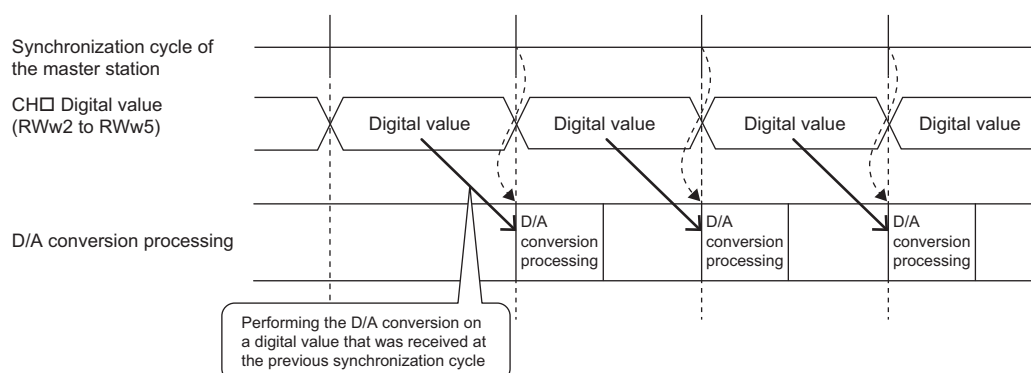 Synchronization cycle of
the master station
CH□ Digital value
(RWw2 to RWw5)
Digital value
Digital value
Digital value
Digital value
D/A conversion processing
D/A
conversion
processing
D/A
conversion
processing
D/A
conversion
processing
Performing the D/A conversion on
a digital value that was received at
the previous synchronization cycle